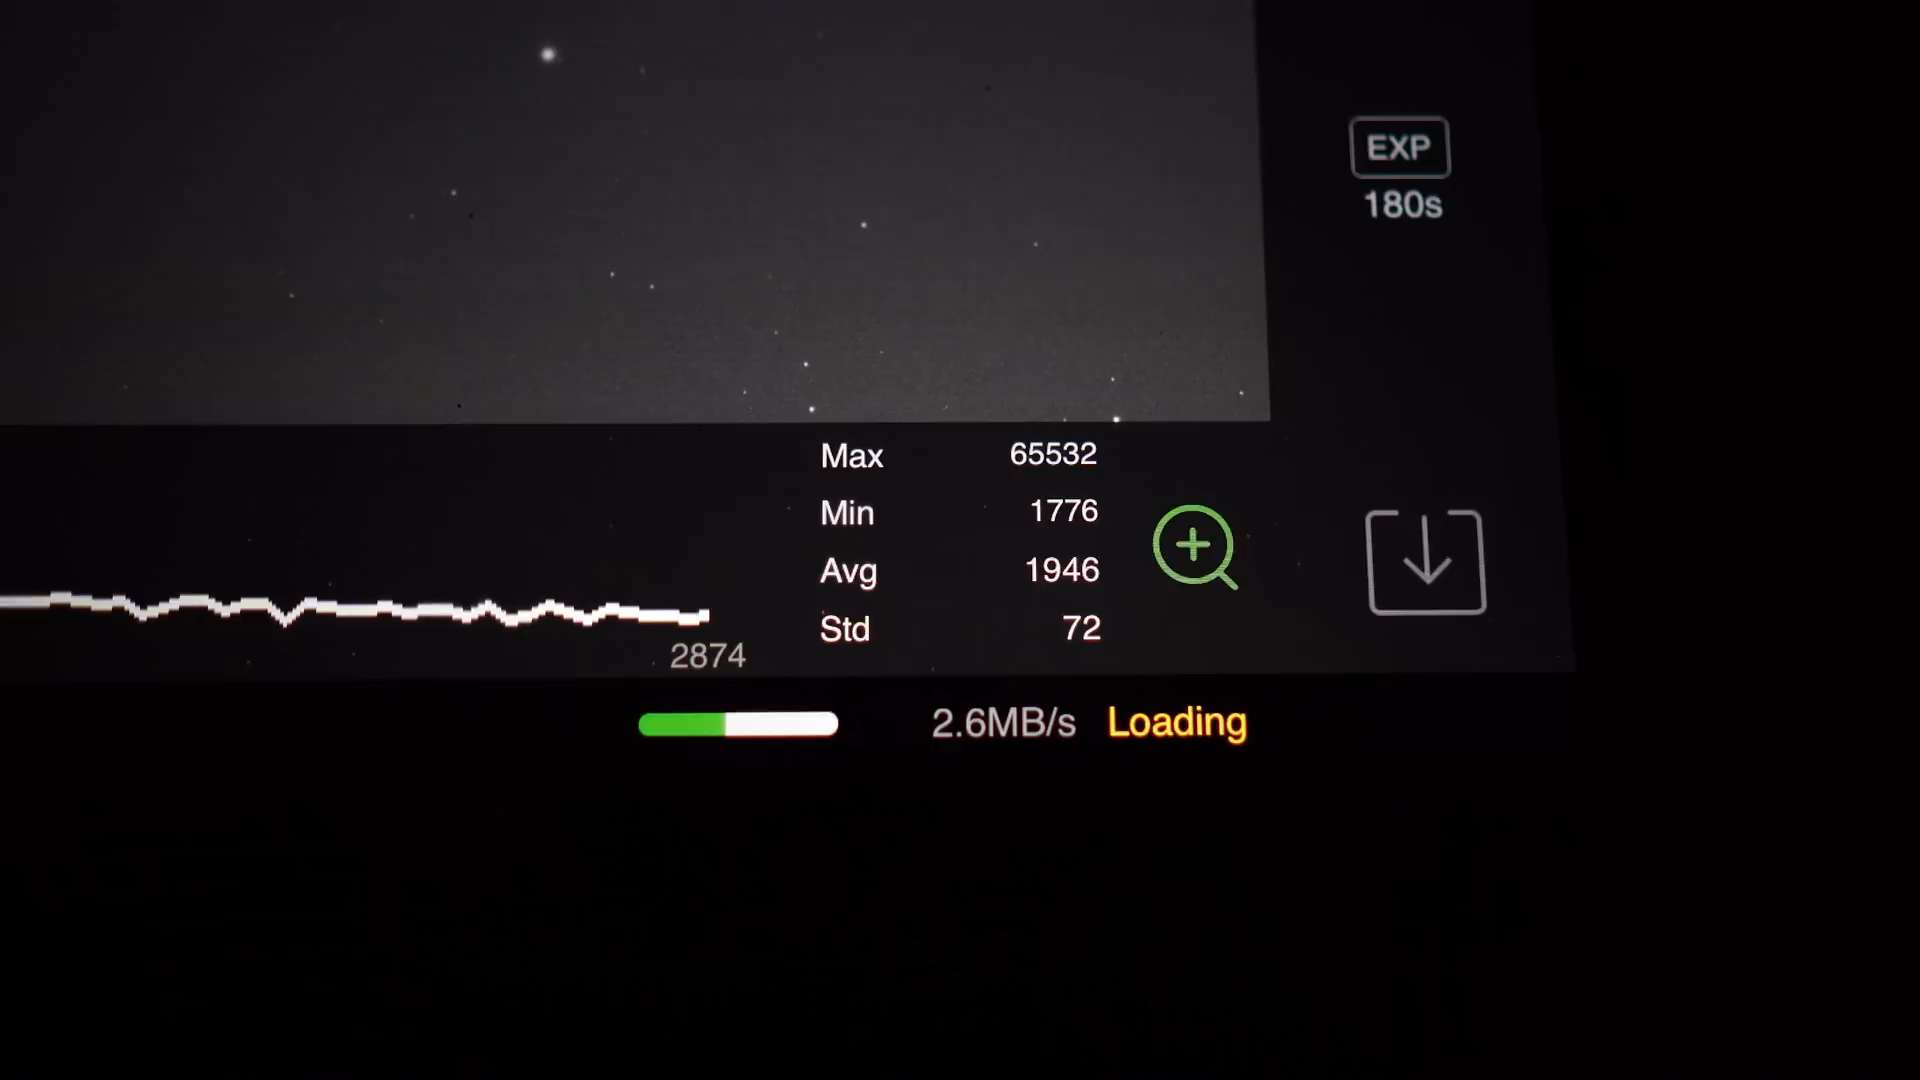 EXP
180s
Max 65532
Min 1776
Avg 1946
Std 72
2874
2.6MB/s Loading